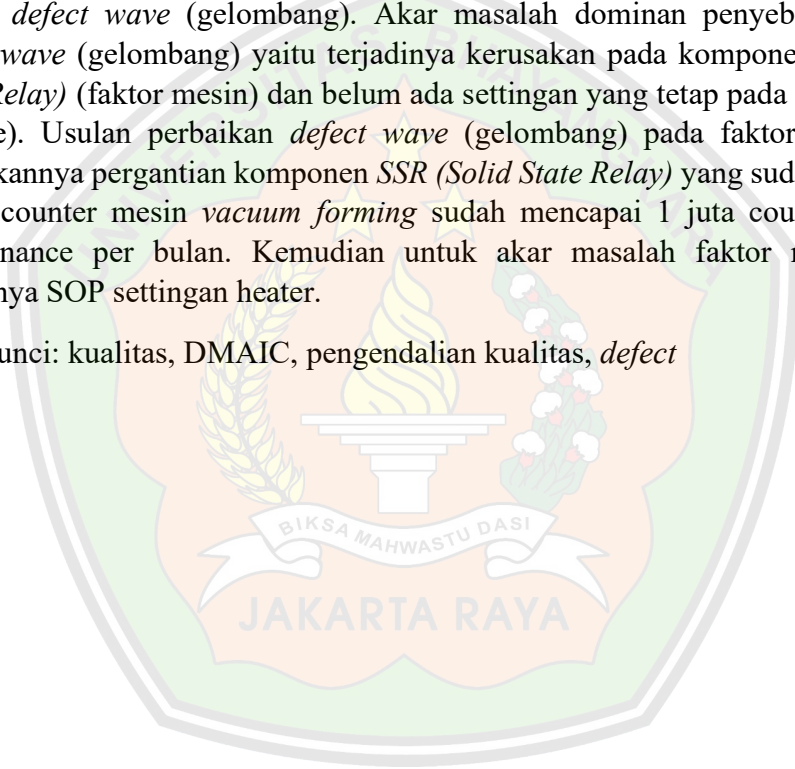 defect wave (gelombang). Akar masalah dominan penyeb
wave (gelombang) yaitu terjadinya kerusakan pada kompone
Relay) (faktor mesin) dan belum ada settingan yang tetap pada
e). Usulan perbaikan defect wave (gelombang) pada faktor
kannya pergantian komponen SSR (Solid State Relay) yang sud
counter mesin vacuum forming sudah mencapai 1 juta cou
nance per bulan. Kemudian untuk akar masalah faktor
nya SOP settingan heater.
unci: kualitas, DMAIC, pengendalian kualitas, defect
UNIVERSITAS BHAYANGKARA
BIKSA MAHWASTU DASI
JAKARTA RAYA